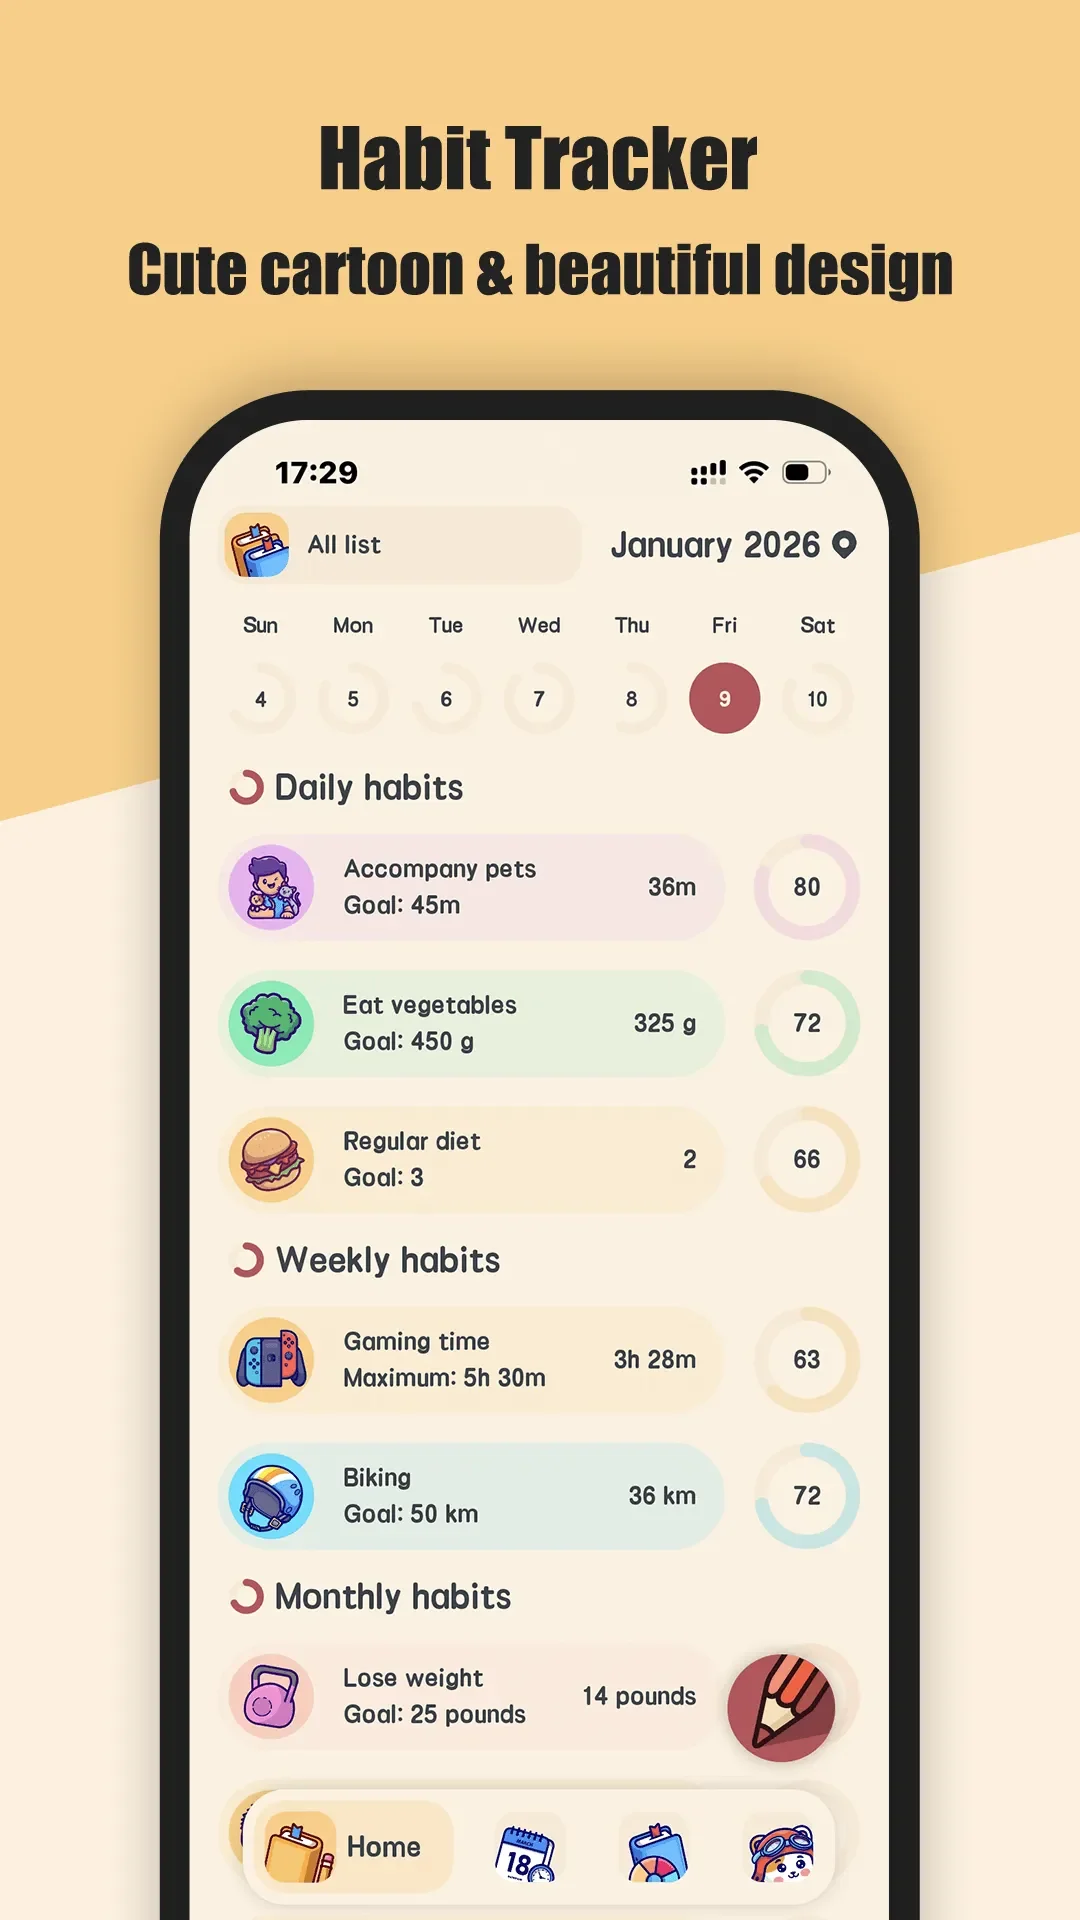 Habit Tracker
Cute cartoon & beautiful design
17:29
All list
January 2026
Sun Mon Tue Wed Thu Fri Sat
4 5 6 7 8 9 10
Daily habits
Accompany pets
Goal: 45m
36m
80
Eat vegetables
Goal: 450 g
325 g
72
Regular diet
Goal: 3
2
66
Weekly habits
Gaming time
Maximum: 5h 30m
3h 28m
63
Biking
Goal: 50 km
36 km
72
Monthly habits
Lose weight
Goal: 25 pounds
14 pounds
Home
MARCH
18